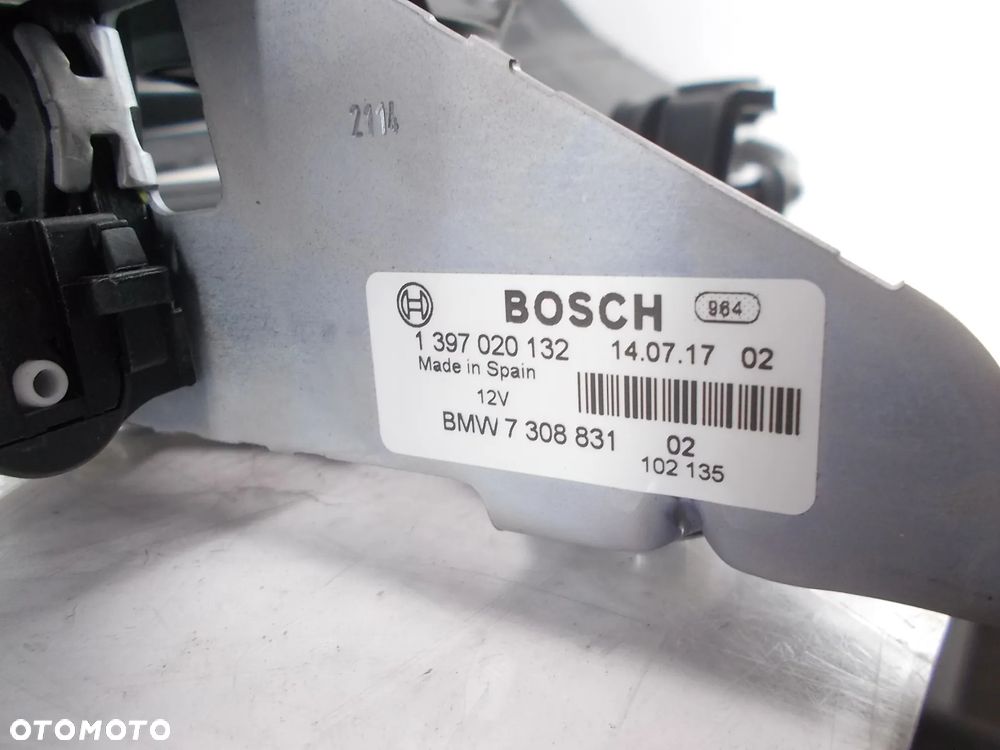 2114
BOSCH 964
1 397 020 132 14.07.17 02
Made in Spain
12V
BMW 7 308 831 02
102 135
OTOMOTO